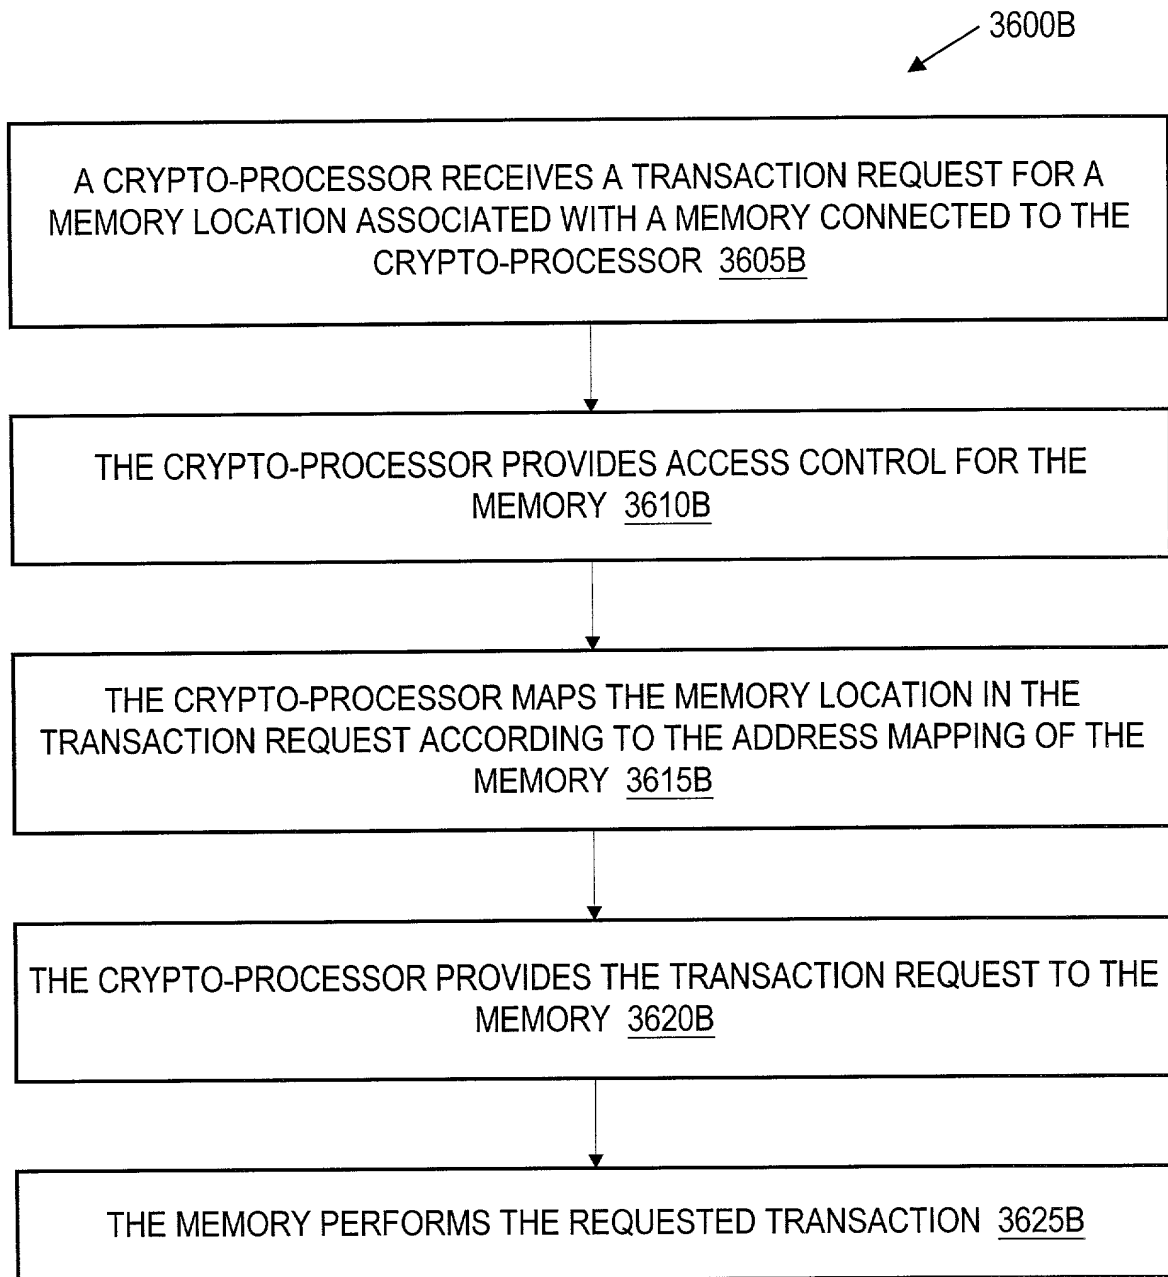 3600B
A CRYPTO-PROCESSOR RECEIVES A TRANSACTION REQUEST FOR A
MEMORY LOCATION ASSOCIATED WITH A MEMORY CONNECTED TO THE
CRYPTO-PROCESSOR 3605B
THE CRYPTO-PROCESSOR PROVIDES ACCESS CONTROL FOR THE
MEMORY 3610B
THE CRYPTO-PROCESSOR MAPS THE MEMORY LOCATION IN THE
TRANSACTION REQUEST ACCORDING TO THE ADDRESS MAPPING OF THE
MEMORY 3615B
THE CRYPTO-PROCESSOR PROVIDES THE TRANSACTION REQUEST TO THE
MEMORY 3620B
THE MEMORY PERFORMS THE REQUESTED TRANSACTION 3625B